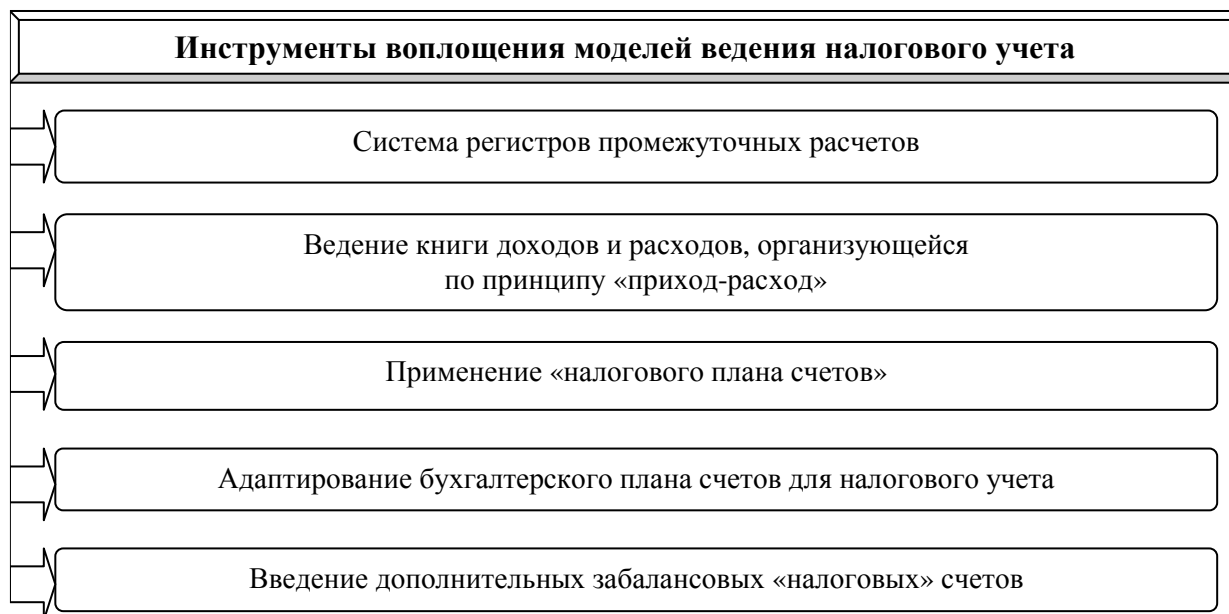 Инструменты воплощения моделей ведения налогового учета
Система регистров промежуточных расчетов
Ведение книги доходов и расходов, организующейся
по принципу «приход-расход»
Применение «налогового плана счетов»
Адаптирование бухгалтерского плана счетов для налогового учета
Введение дополнительных забалансовых «налоговых» счетов